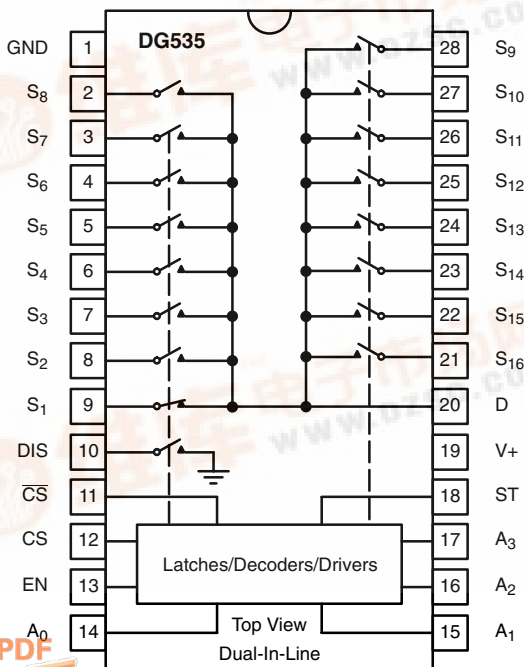 DG535
GND 1
S8 2
S7 3
S6 4
S5 5
S4 6
S3 7
S2 8
S1 9
DIS 10
C̅S̅ 11
CS 12
EN 13
A0 14
28 S9
27 S10
26 S11
25 S12
24 S13
23 S14
22 S15
21 S16
20 D
19 V+
18 ST
17 A3
16 A2
15 A1
Latches/Decoders/Drivers
Top View
Dual-In-Line
PDF